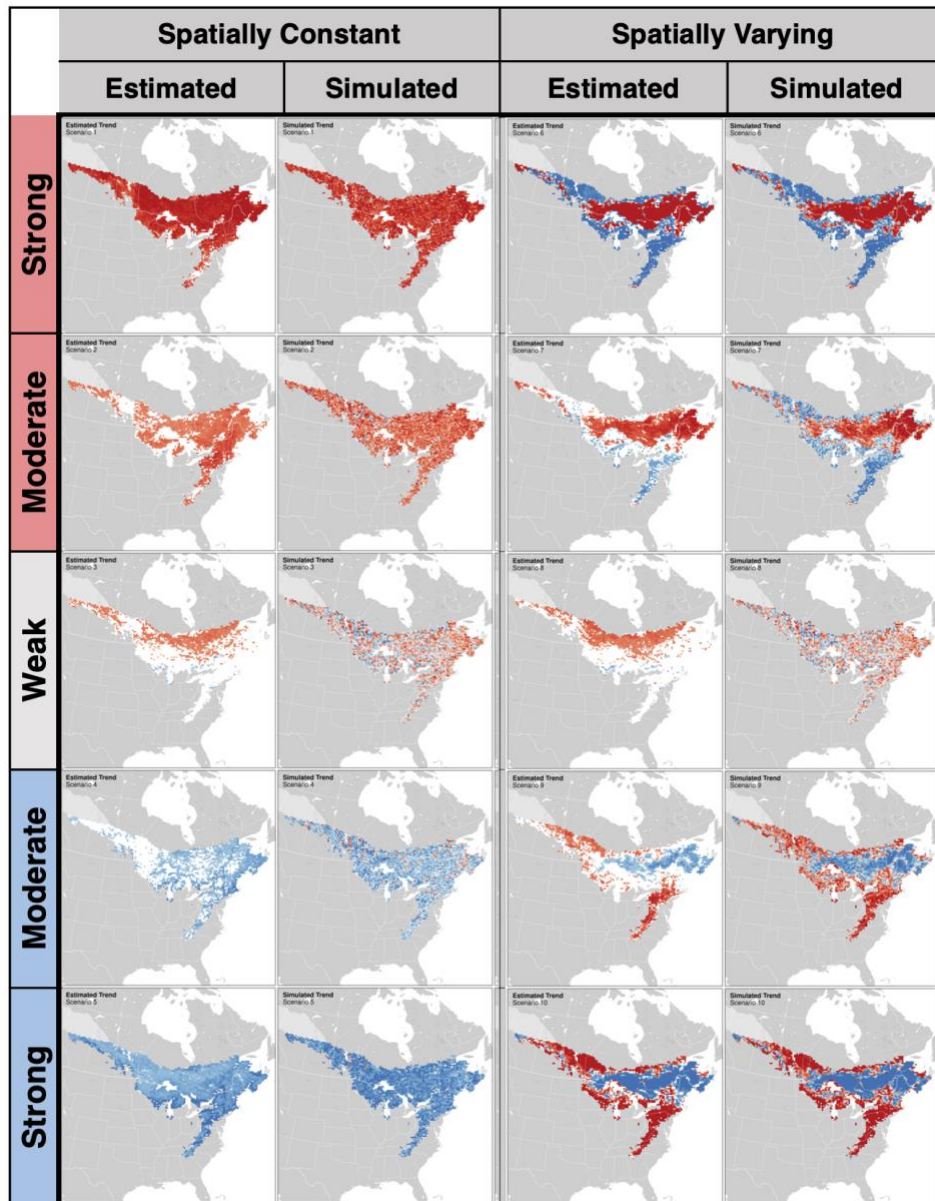 Spatially Constant Spatially Varying
Estimated Simulated Estimated Simulated
Strong
Estimated Trend
Scenario 1
Simulated Trend
Scenario 1
Estimated Trend
Scenario 6
Simulated Trend
Scenario 6
Moderate
Estimated Trend
Scenario 2
Simulated Trend
Scenario 2
Estimated Trend
Scenario 7
Simulated Trend
Scenario 7
Weak
Estimated Trend
Scenario 3
Simulated Trend
Scenario 3
Estimated Trend
Scenario 8
Simulated Trend
Scenario 8
Moderate
Estimated Trend
Scenario 4
Simulated Trend
Scenario 4
Estimated Trend
Scenario 9
Simulated Trend
Scenario 9
Strong
Estimated Trend
Scenario 5
Simulated Trend
Scenario 5
Estimated Trend
Scenario 10
Simulated Trend
Scenario 10